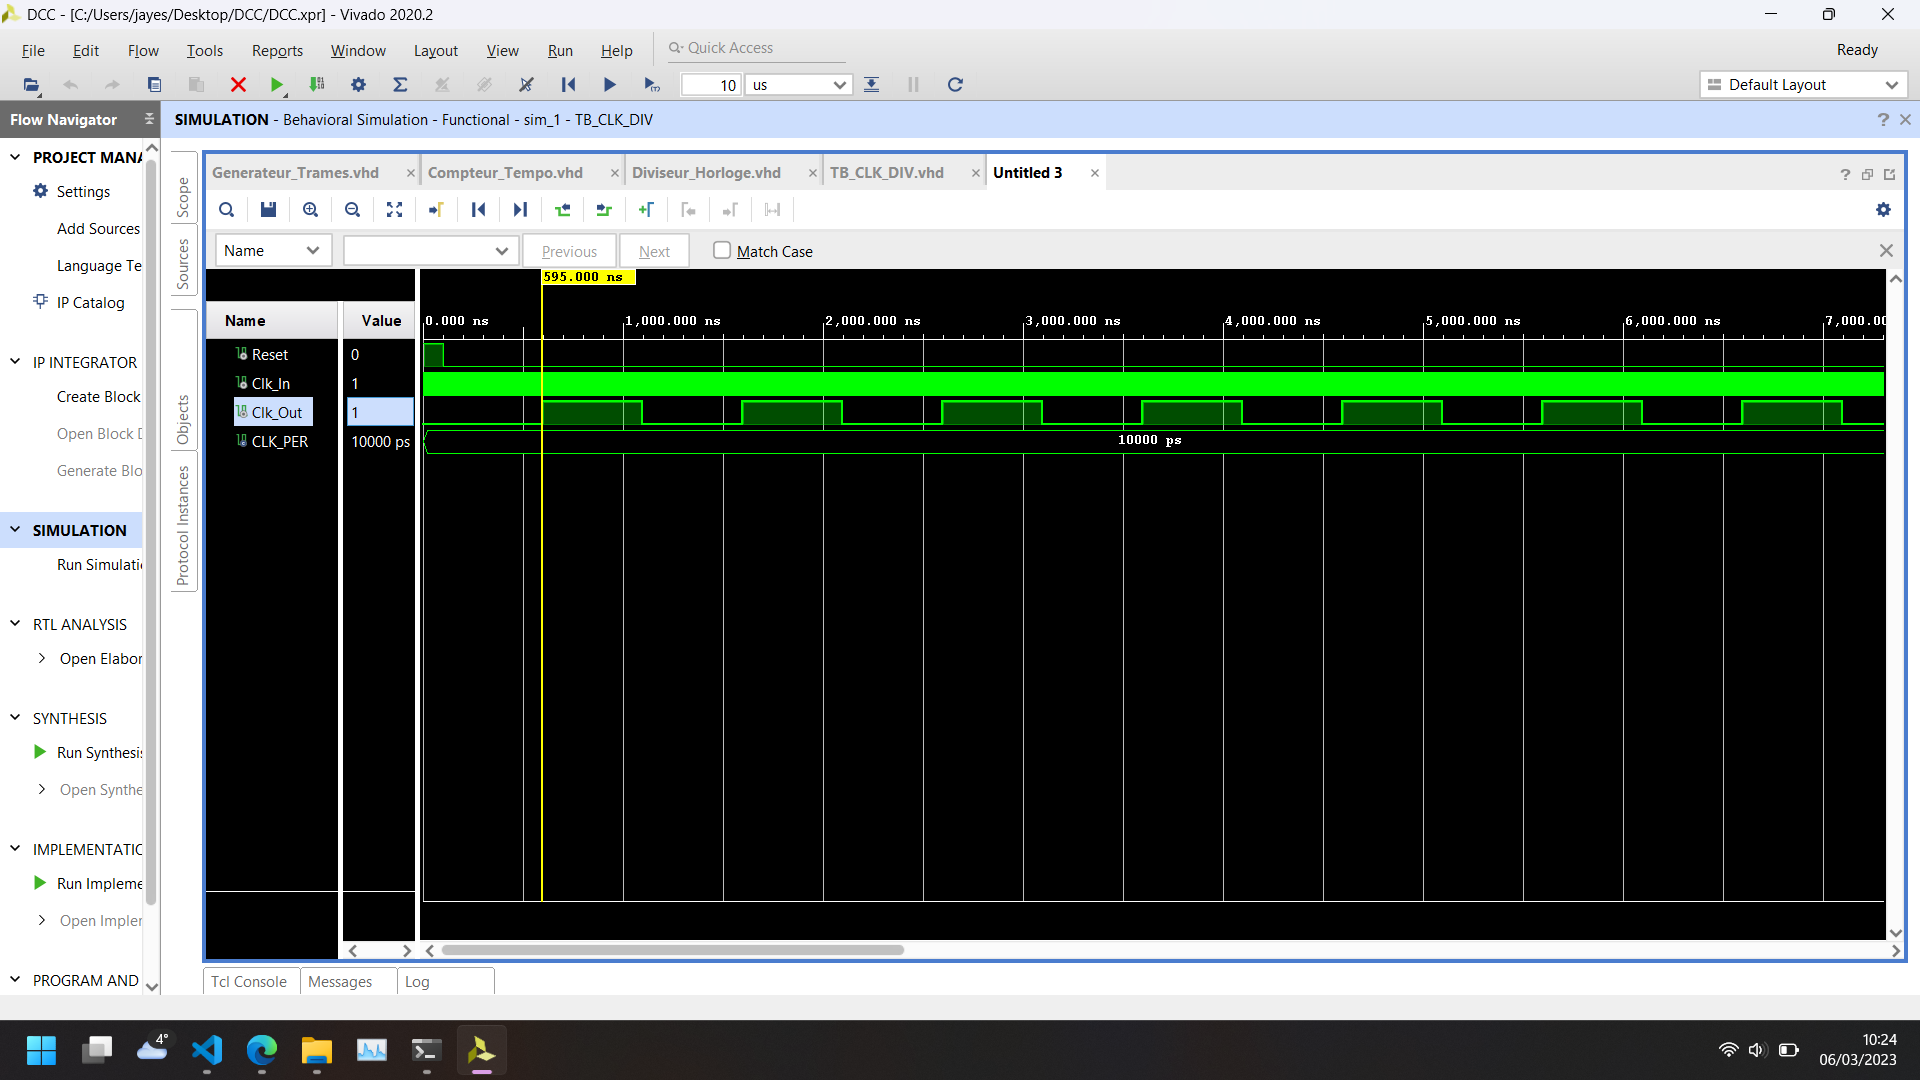 DCC - [C:/Users/jayes/Desktop/DCC/DCC.xpr] - Vivado 2020.2
File Edit Flow Tools Reports Window Layout View Run Help Quick Access Ready
10 us Default Layout
Flow Navigator
SIMULATION - Behavioral Simulation - Functional - sim_1 - TB_CLK_DIV
PROJECT MANA
Settings
Add Sources
Language Te
IP Catalog
IP INTEGRATOR
Create Block
Open Block D
Generate Blo
SIMULATION
Run Simulati
RTL ANALYSIS
Open Elabor
SYNTHESIS
Run Synthesis
Open Synthe
IMPLEMENTATIO
Run Impleme
Open Implem
PROGRAM AND
Scope
Sources
Objects
Protocol Instances
Generateur_Trames.vhd Compteur_Tempo.vhd Diviseur_Horloge.vhd TB_CLK_DIV.vhd Untitled 3
Name Previous Next Match Case
595.000 ns
Name Value 0.000 ns 1,000.000 ns 2,000.000 ns 3,000.000 ns 4,000.000 ns 5,000.000 ns 6,000.000 ns 7,000.00
Reset 0
Clk_In 1
Clk_Out 1
CLK_PER 10000 ps 10000 ps
Tcl Console Messages Log
4°
10:24
06/03/2023